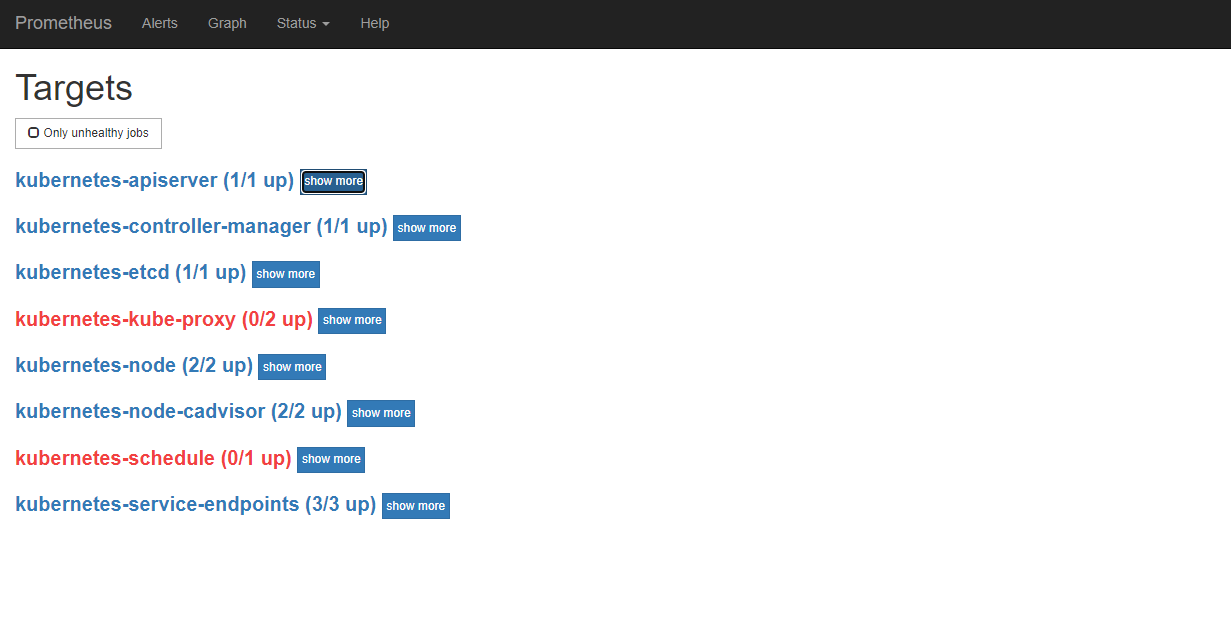 Prometheus Alerts Graph Status Help
Targets
Only unhealthy jobs
kubernetes-apiserver (1/1 up) show more
kubernetes-controller-manager (1/1 up) show more
kubernetes-etcd (1/1 up) show more
kubernetes-kube-proxy (0/2 up) show more
kubernetes-node (2/2 up) show more
kubernetes-node-cadvisor (2/2 up) show more
kubernetes-schedule (0/1 up) show more
kubernetes-service-endpoints (3/3 up) show more